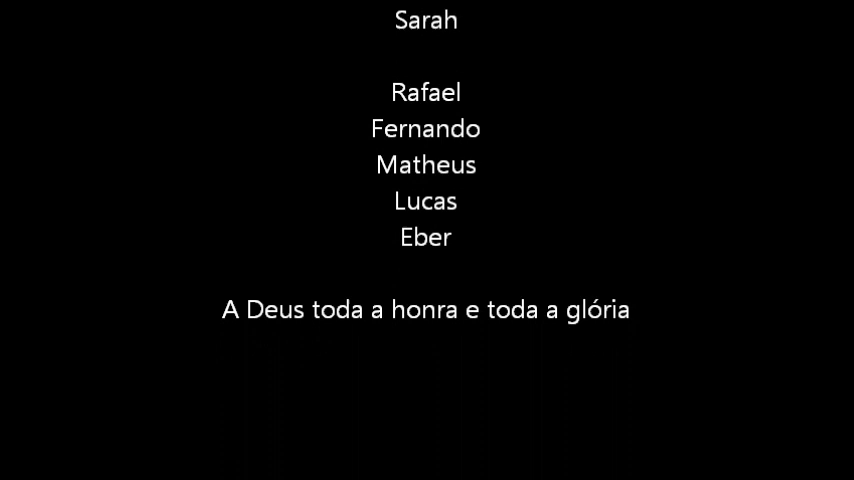 Sarah
Rafael
Fernando
Matheus
Lucas
Eber
A Deus toda a honra e toda a glória